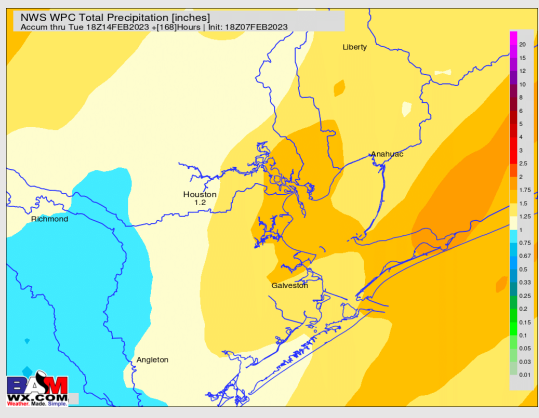 NWS WPC Total Precipitation [inches]
Accum thru Tue 18Z14FEB2023 +[168]Hours | Init: 18Z07FEB2023
Liberty
20
15
12
10
8
6
5
4
3
2.5
2
1.75
1.5
1.25
1
0.75
0.67
0.5
0.33
0.25
0.2
0.15
0.1
0.05
0.03
0.01
Anahuac
Houston
1.2
Richmond
Galveston
Angleton
BAM
WX.COM
Weather. Made. Simple.